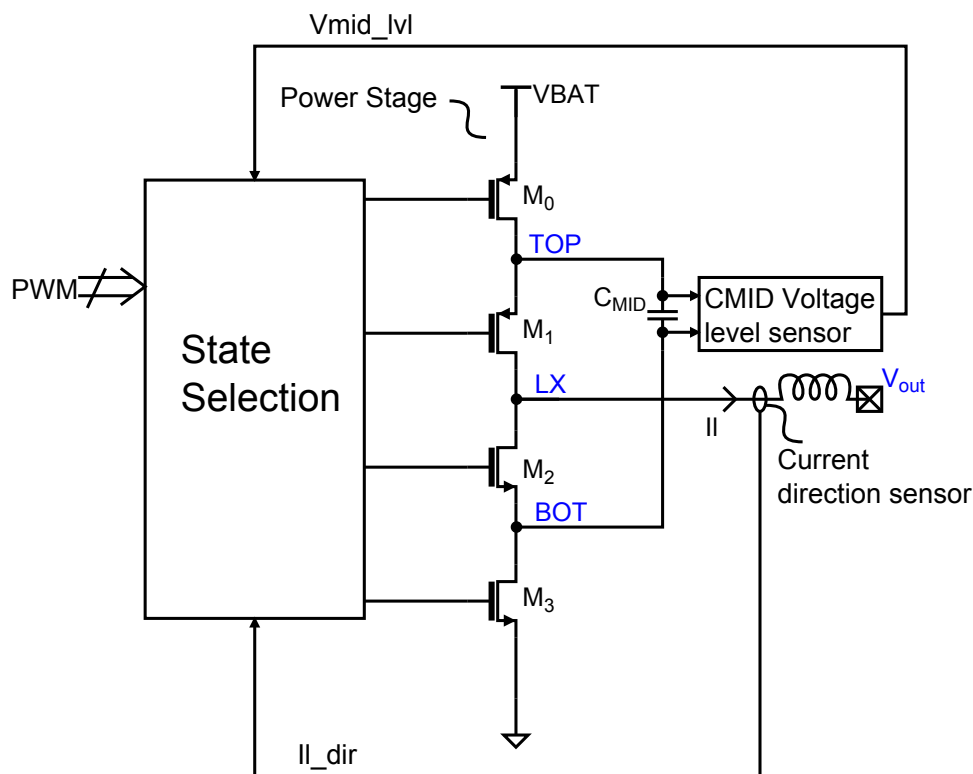 Vmid_lvl
Power Stage
VBAT
M0
TOP
PWM
CMID
CMID Voltage
level sensor
M1
State
Selection
LX
Vout
Il
Current
direction sensor
M2
BOT
M3
Il_dir